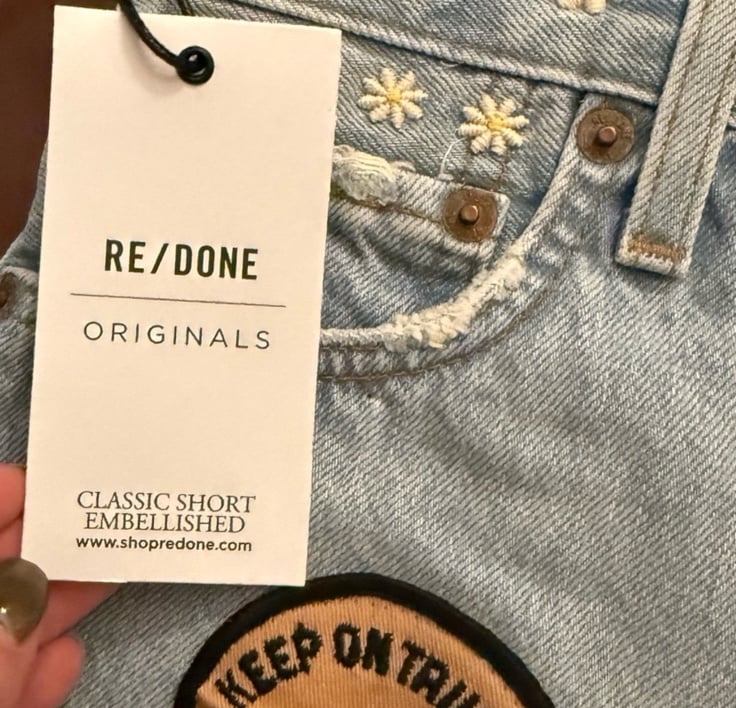 RE/DONE
ORIGINALS
CLASSIC SHORT
EMBELLISHED
www.shopredone.com
KEEP ON